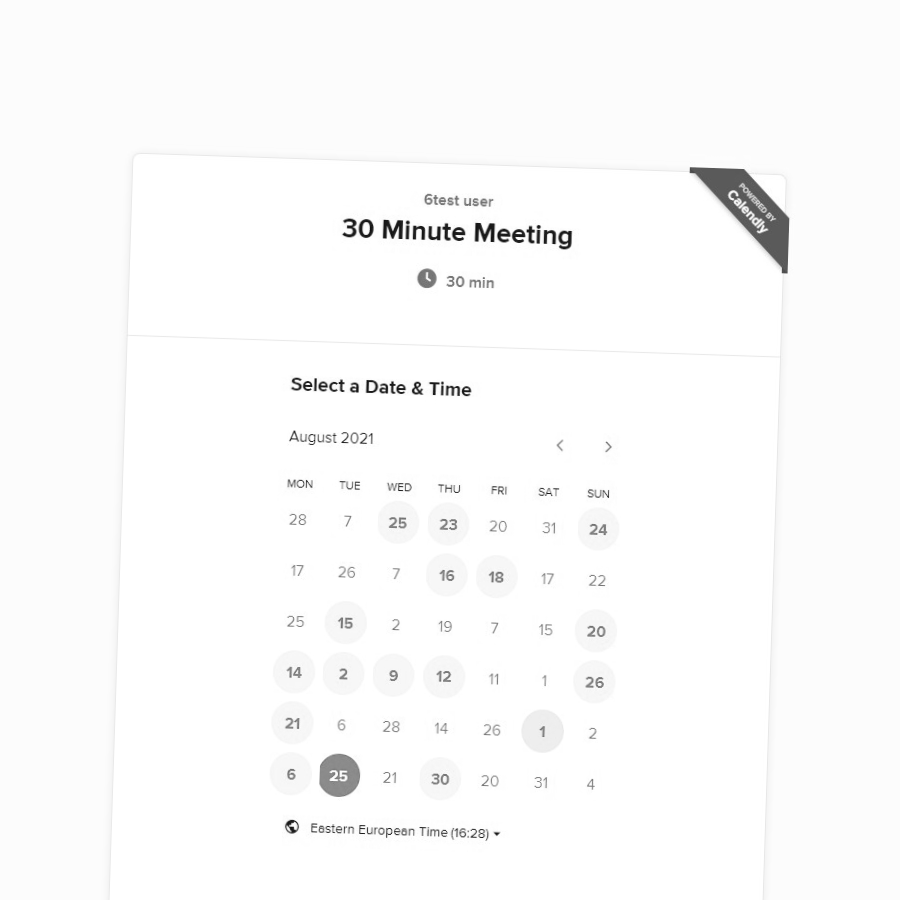 6test user
30 Minute Meeting
30 min
POWERED BY
Calendly
Select a Date & Time
August 2021
MON TUE WED THU FRI SAT SUN
28 7 25 23 20 31 24
17 26 7 16 18 17 22
25 15 2 19 7 15 20
14 2 9 12 11 1 26
21 6 28 14 26 1 2
6 25 21 30 20 31 4
Eastern European Time (16:28)